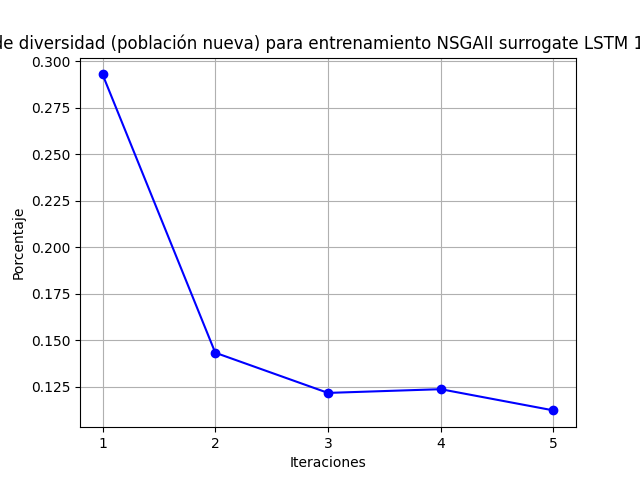 de diversidad (población nueva) para entrenamiento NSGAII surrogate LSTM 1
0.300
0.275
0.250
0.225
0.200
0.175
0.150
0.125
Porcentaje
1 2 3 4 5
Iteraciones